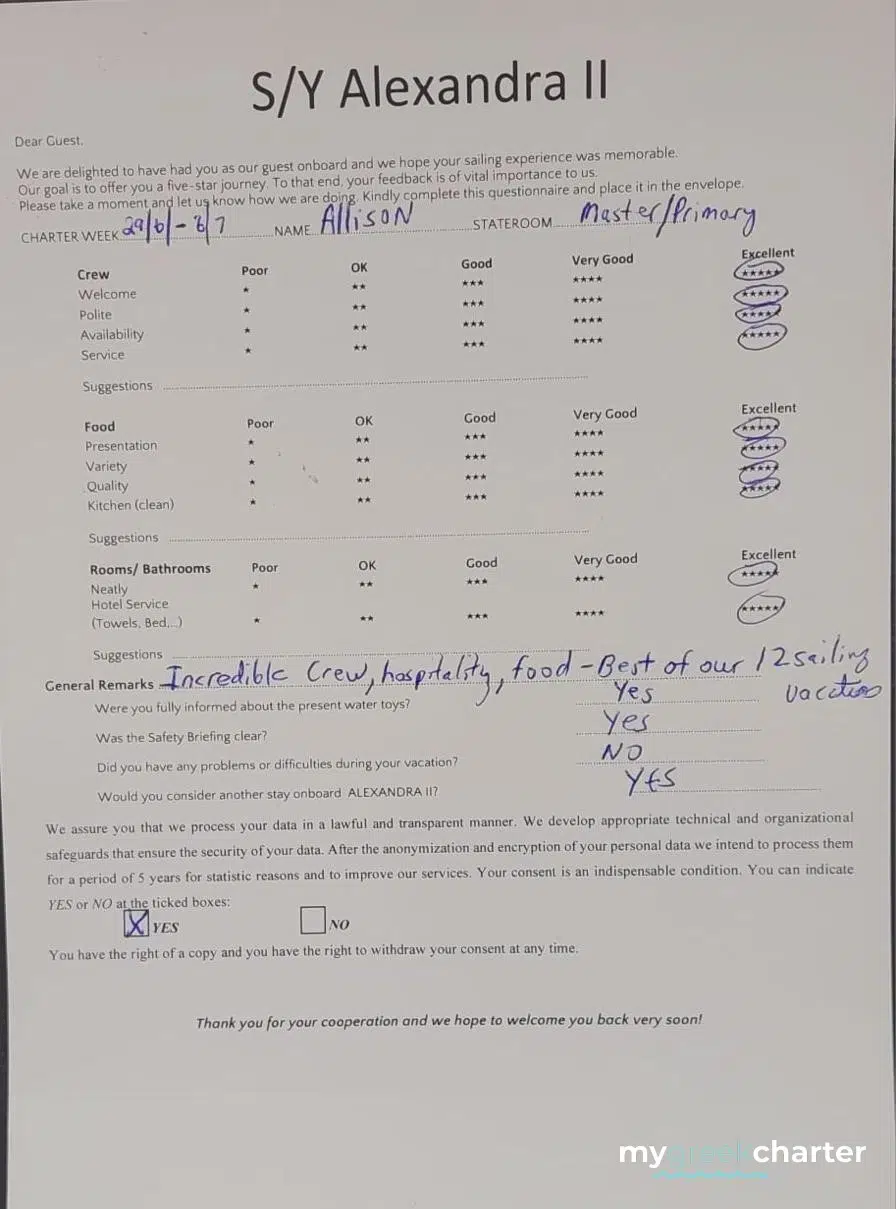 S/Y Alexandra II
Dear Guest,
We are delighted to have had you as our guest onboard and we hope your sailing experience was memorable.
Our goal is to offer you a five-star journey. To that end, your feedback is of vital importance to us.
Please take a moment and let us know how we are doing. Kindly complete this questionnaire and place it in the envelope.
CHARTER WEEK 29/6/-6/7 NAME Allison STATEROOM Master/Primary
Crew Poor OK Good Very Good Excellent
Welcome * ** *** **** *****
Polite * ** *** **** *****
Availability * ** *** **** *****
Service * ** *** **** *****
Suggestions
Food Poor OK Good Very Good Excellent
Presentation * ** *** **** *****
Variety * ** *** **** *****
Quality * ** *** **** *****
Kitchen (clean) * ** *** **** *****
Suggestions
Rooms/ Bathrooms Poor OK Good Very Good Excellent
Neatly * ** *** **** *****
Hotel Service
(Towels, Bed,...) * ** *** **** *****
Suggestions
General Remarks Incredible Crew, hospitality, food - Best of our 12 sailing
Were you fully informed about the present water toys? Yes
Was the Safety Briefing clear? Yes
Did you have any problems or difficulties during your vacation? NO
Would you consider another stay onboard ALEXANDRA II? YES
We assure you that we process your data in a lawful and transparent manner. We develop appropriate technical and organizational
safeguards that ensure the security of your data. After the anonymization and encryption of your personal data we intend to process them
for a period of 5 years for statistic reasons and to improve our services. Your consent is an indispensable condition. You can indicate
YES or NO at the ticked boxes:
X YES NO
You have the right of a copy and you have the right to withdraw your consent at any time.
Thank you for your cooperation and we hope to welcome you back very soon!
mygreekcharter